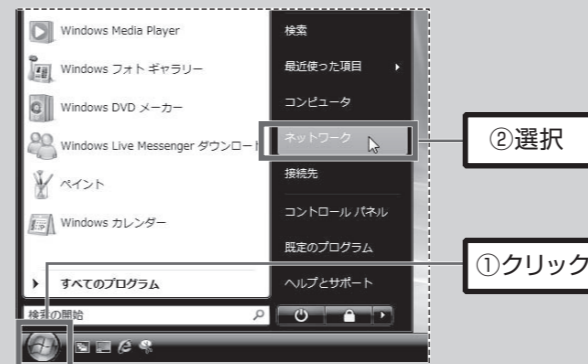 Windows Media Player
Windows フォト ギャラリー
Windows DVD メーカー
Windows Live Messenger ダウンロー
ペイント
Windows カレンダー
すべてのプログラム
検索の開始
検索
最近使った項目
コンピュータ
ネットワーク
接続先
コントロール パネル
既定のプログラム
ヘルプとサポート
②選択
①クリック